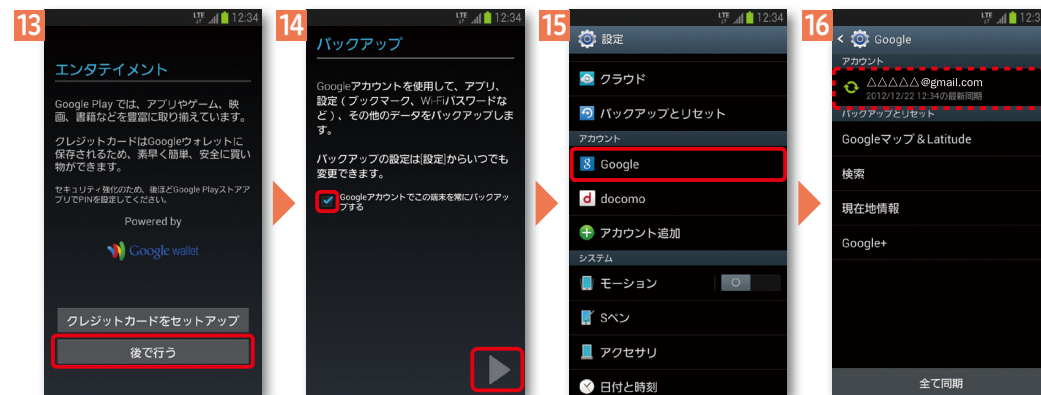 13
LTE 12:34
エンタテイメント
Google Play では、アプリやゲーム、映
画、書籍などを豊富に取り揃えています。
クレジットカードはGoogleウォレットに
保存されるため、素早く簡単、安全に買い
物ができます。
セキュリティ強化のため、後ほどGoogle Playストアア
プリでPINを設定してください。
Powered by
Google wallet
クレジットカードをセットアップ
後で行う
14
LTE 12:34
バックアップ
Googleアカウントを使用して、アプリ、
設定（ブックマーク、Wi-Fiパスワードな
ど）、その他のデータをバックアップしま
す。
バックアップの設定は[設定]からいつでも
変更できます。
Googleアカウントでこの端末を常にバックアッ
プする
15
LTE 12:34
設定
クラウド
バックアップとリセット
アカウント
8 Google
d docomo
アカウント追加
システム
モーション
Sペン
アクセサリ
日付と時刻
16
LTE 12:3
< Google
アカウント
△△△△△@gmail.com
2012/12/22 12:34の最新同期
バックアップとリセット
Googleマップ & Latitude
検索
現在地情報
Google+
全て同期